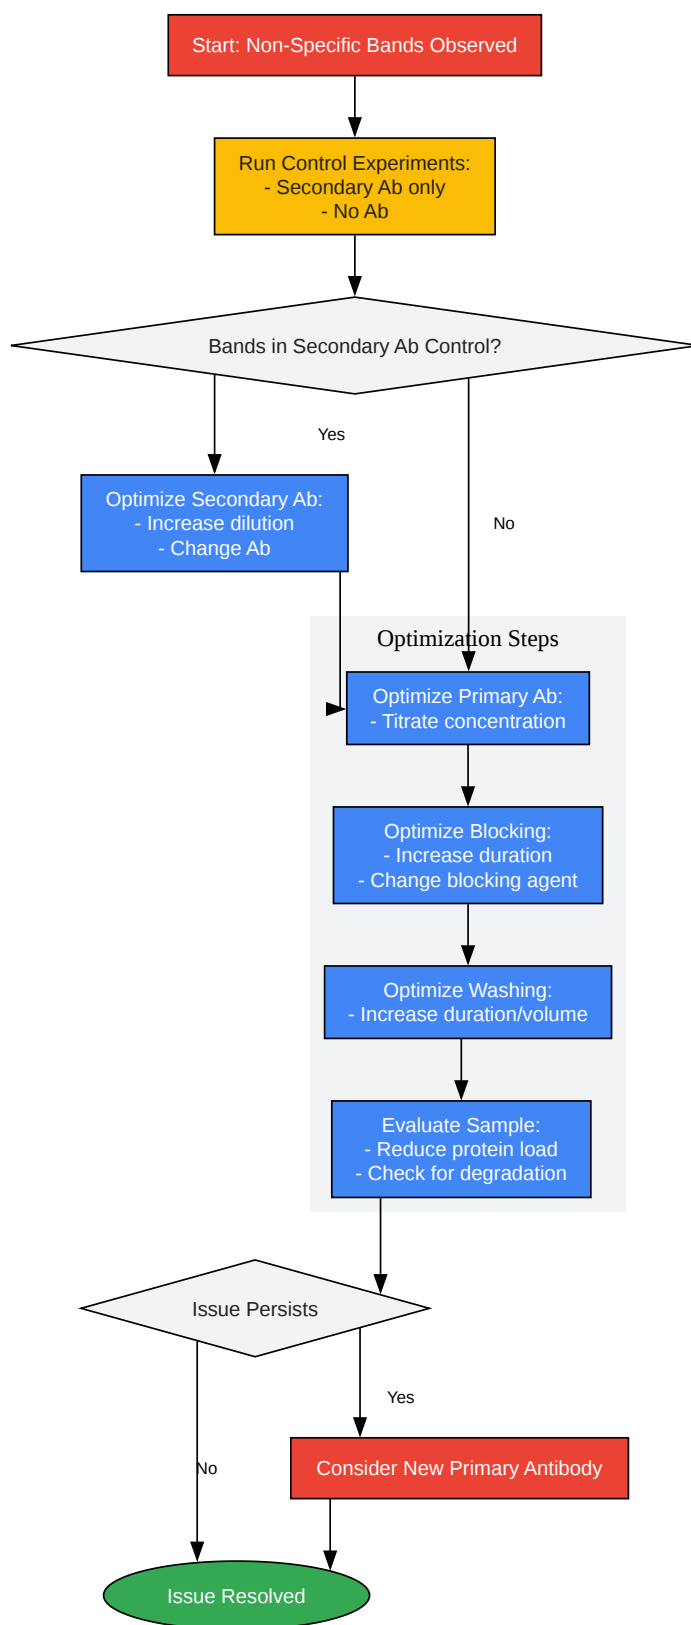 Start: Non-Specific Bands Observed
Run Control Experiments:
- Secondary Ab only
- No Ab
Bands in Secondary Ab Control?
Yes
Optimize Secondary Ab:
- Increase dilution
- Change Ab
No
Optimization Steps
Optimize Primary Ab:
- Titrate concentration
Optimize Blocking:
- Increase duration
- Change blocking agent
Optimize Washing:
- Increase duration/volume
Evaluate Sample:
- Reduce protein load
- Check for degradation
Issue Persists
Yes
Consider New Primary Antibody
No
Issue Resolved